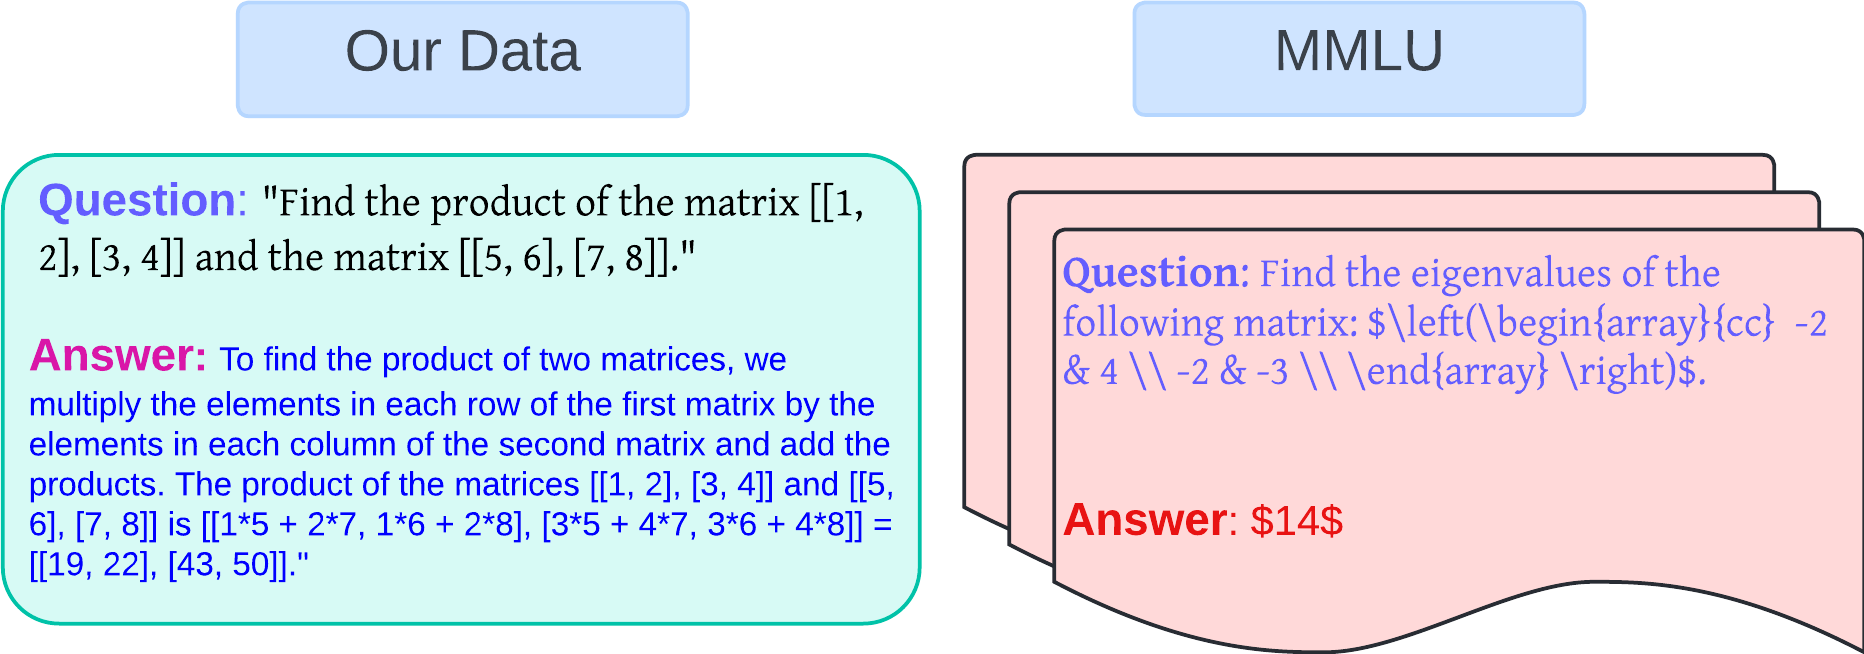 Our Data
Question: "Find the product of the matrix [[1,
2], [3, 4]] and the matrix [[5, 6], [7, 8]]."
Answer: To find the product of two matrices, we
multiply the elements in each row of the first matrix by the
elements in each column of the second matrix and add the
products. The product of the matrices [[1, 2], [3, 4]] and [[5,
6], [7, 8]] is [[1*5 + 2*7, 1*6 + 2*8], [3*5 + 4*7, 3*6 + 4*8]] =
[[19, 22], [43, 50]]."
MMLU
Question: Find the eigenvalues of the
following matrix: $\left(\begin{array}{cc}  -2
& 4 \\ -2 & -3 \\ \end{array} \right)$.
Answer: $14$